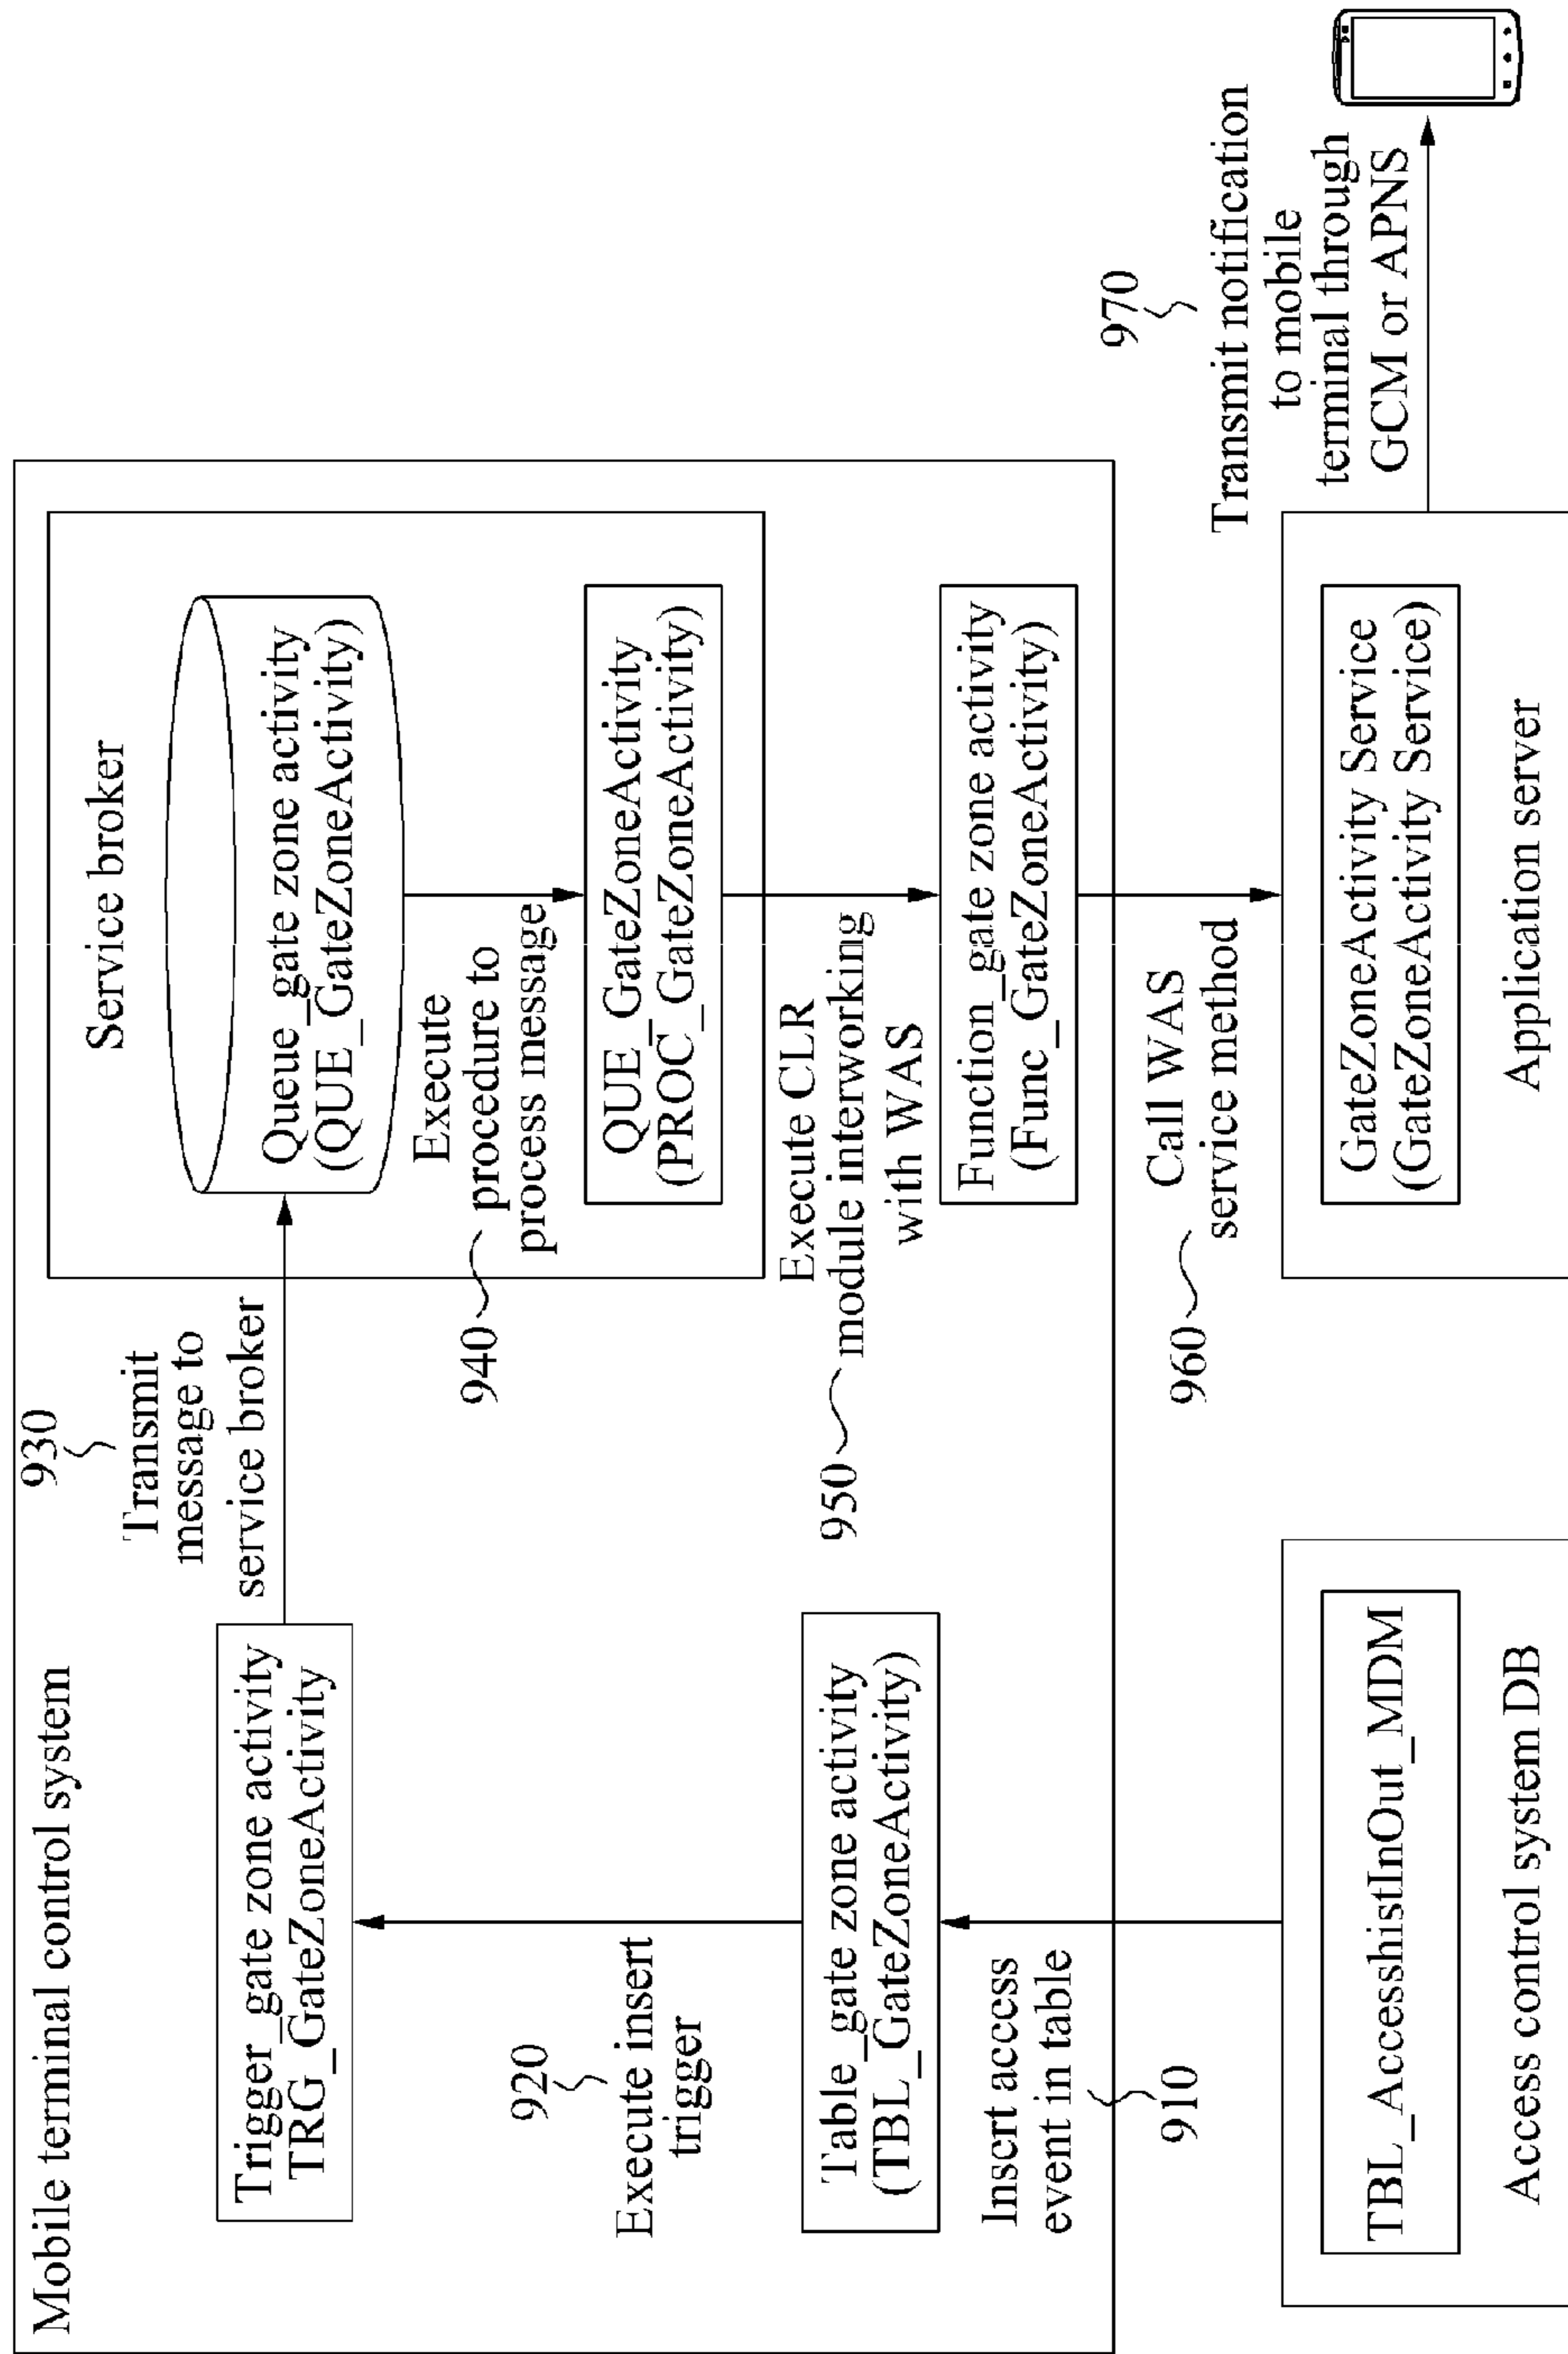 Mobile terminal control system
Trigger_gate zone activity
TRG_GateZoneActivity
920
Execute insert
trigger
Table_gate zone activity
(TBL_GateZoneActivity)
Insert access
event in table
910
TBL_AccesshistInOut_MDM
Access control system DB
930
Transmit
message to
service broker
Service broker
Queue_gate zone activity
(QUE_GateZoneActivity)
Execute
940 procedure to
process message
QUE_GateZoneActivity
(PROC_GateZoneActivity)
Execute CLR
950 module interworking
with WAS
Function_gate zone activity
(Func_GateZoneActivity)
Call WAS
960 service method
GateZoneActivity Service
(GateZoneActivity Service)
Application server
970
Transmit notification
to mobile
terminal through
GCM or APNS